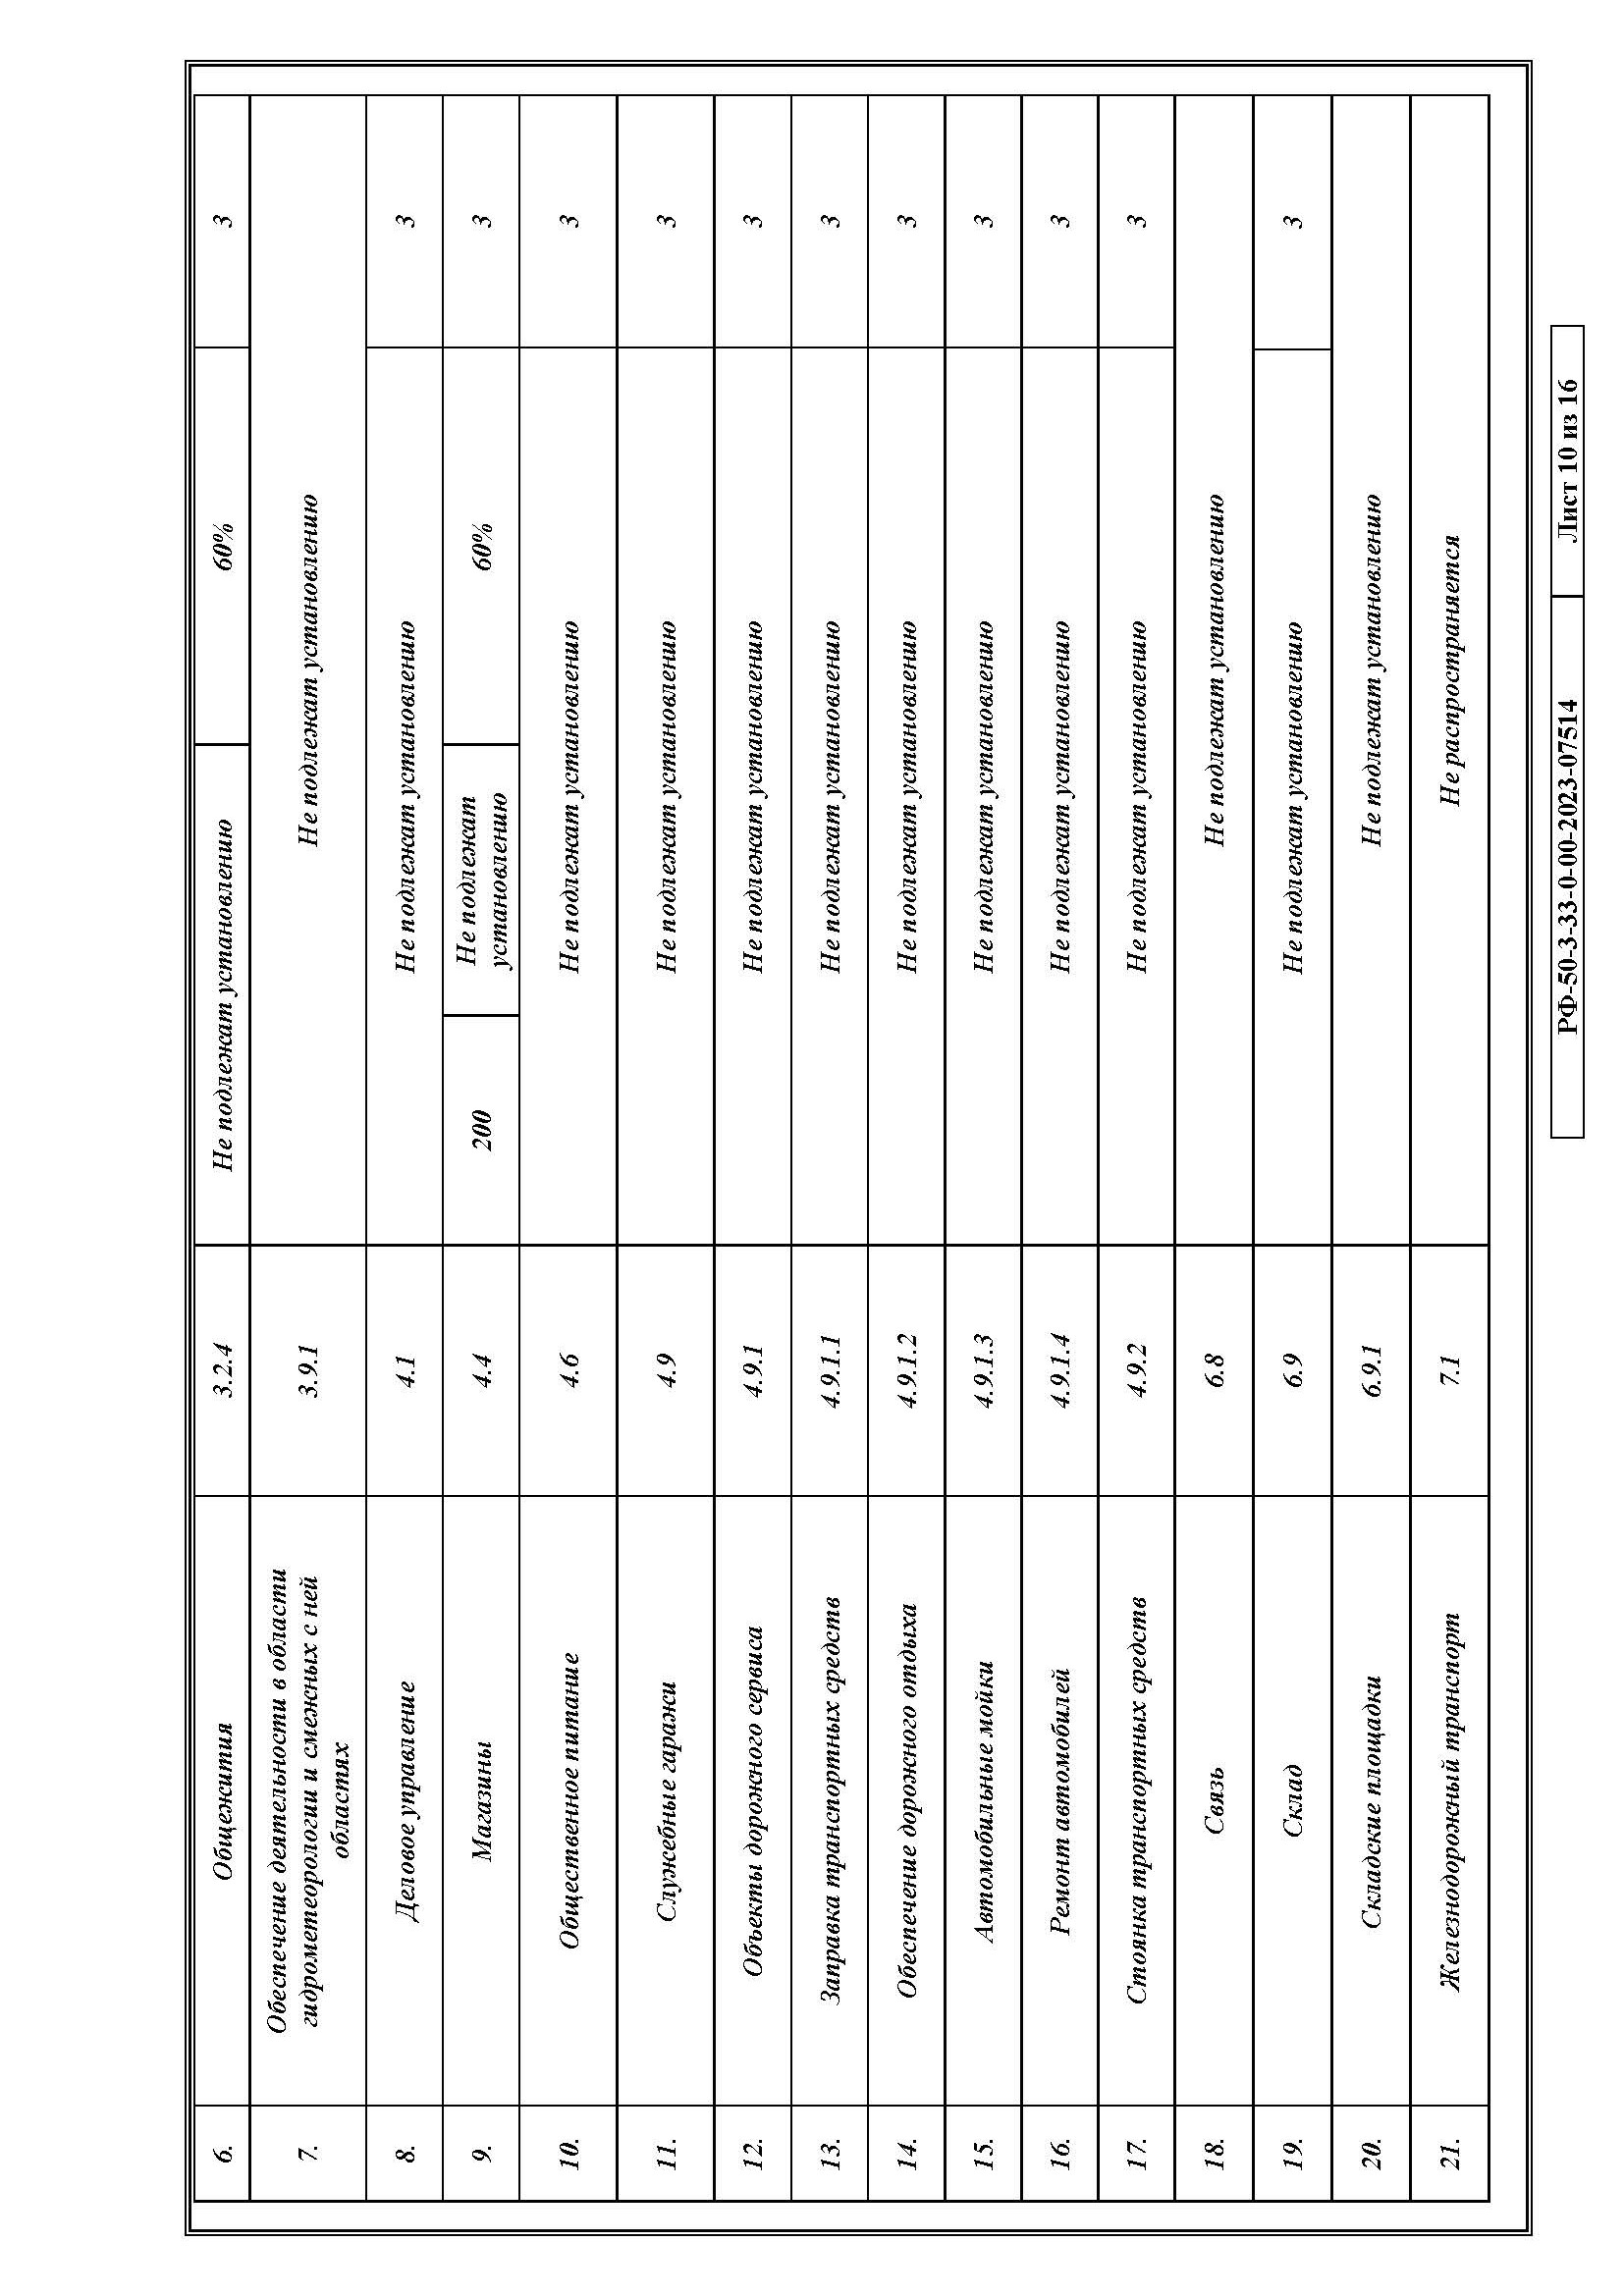 6.
Общежития
3.2.4
Не подлежат установлению
60%
3
7.
Обеспечение деятельности в области
гидрометеорологии и смежных с ней
областях
3.9.1
Не подлежат установлению
8.
Деловое управление
4.1
Не подлежат установлению
3
9.
Магазины
4.4
200
Не подлежат
установлению
60%
3
10.
Общественное питание
4.6
Не подлежат установлению
3
11.
Служебные гаражи
4.9
Не подлежат установлению
3
12.
Объекты дорожного сервиса
4.9.1
Не подлежат установлению
3
13.
Заправка транспортных средств
4.9.1.1
Не подлежат установлению
3
14.
Обеспечение дорожного отдыха
4.9.1.2
Не подлежат установлению
3
15.
Автомобильные мойки
4.9.1.3
Не подлежат установлению
3
16.
Ремонт автомобилей
4.9.1.4
Не подлежат установлению
3
17.
Стоянка транспортных средств
4.9.2
Не подлежат установлению
3
18.
Связь
6.8
Не подлежат установлению
19.
Склад
6.9
Не подлежат установлению
3
20.
Складские площадки
6.9.1
Не подлежат установлению
21.
Железнодорожный транспорт
7.1
Не распространяется
РФ-50-3-33-0-00-2023-07514
Лист 10 из 16